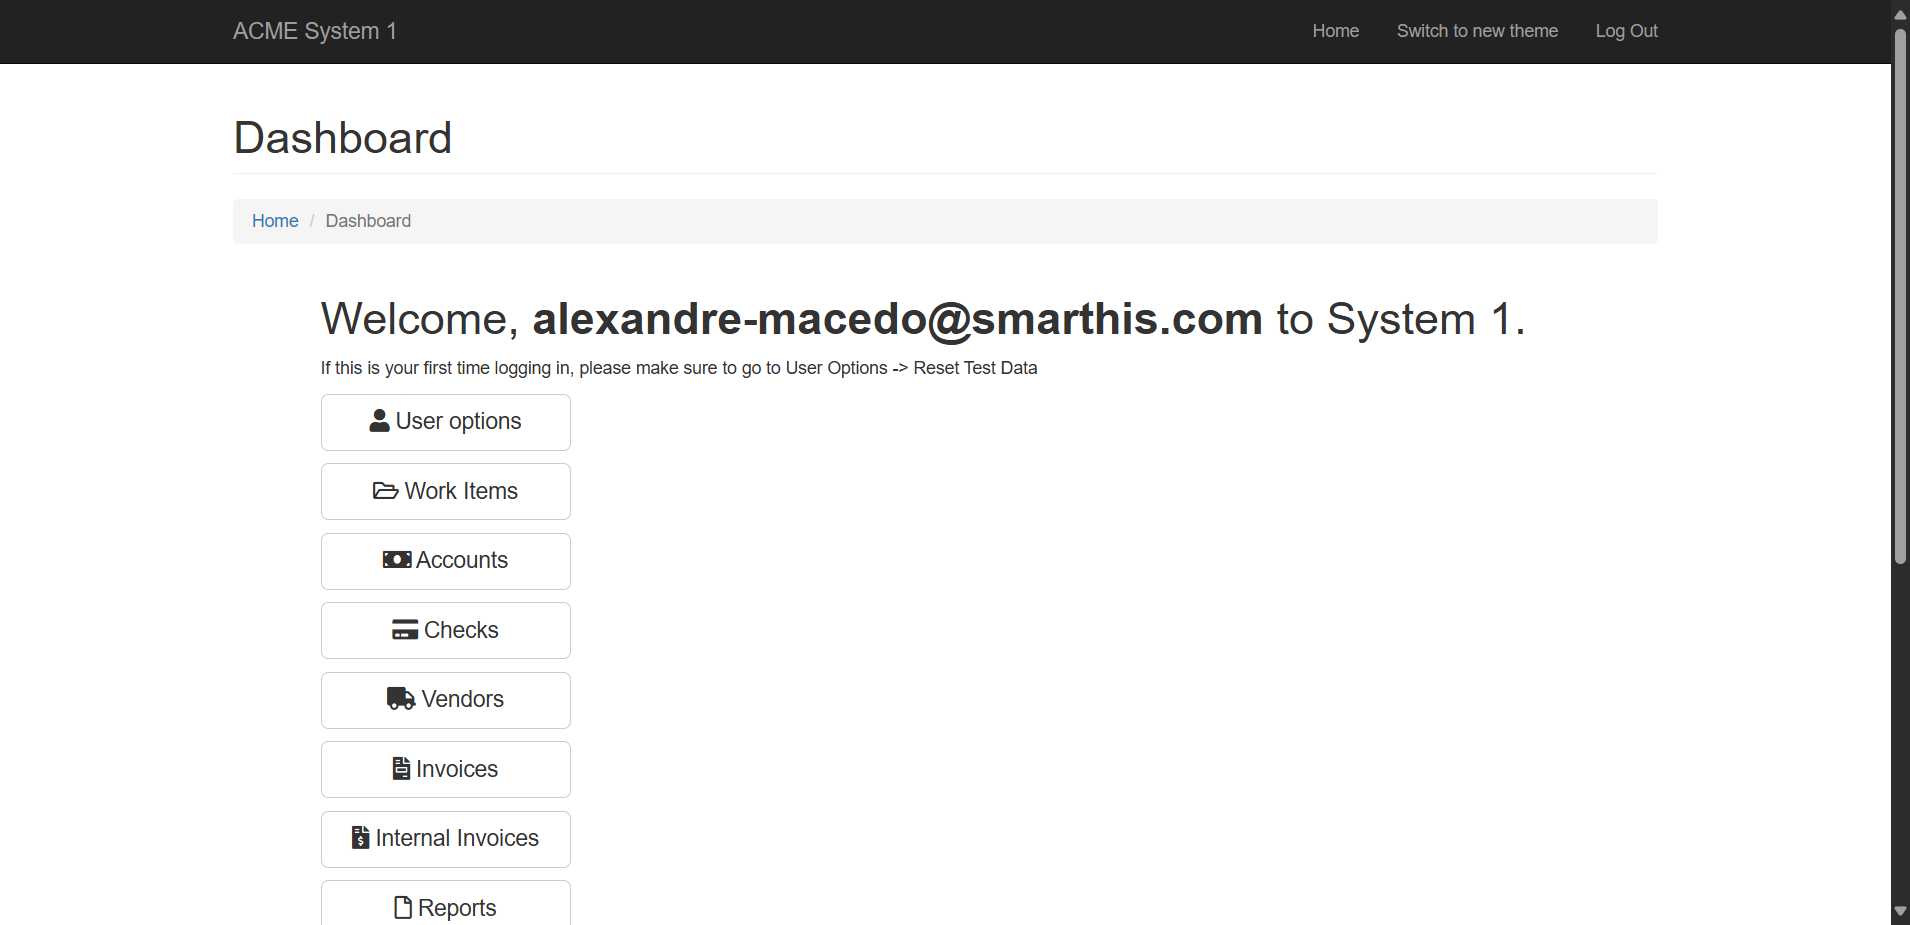 ACME System 1
Home
Switch to new theme
Log Out
Dashboard
Home / Dashboard
Welcome, alexandre-macedo@smarthis.com to System 1.
If this is your first time logging in, please make sure to go to User Options -> Reset Test Data
User options
Work Items
Accounts
Checks
Vendors
Invoices
Internal Invoices
Reports